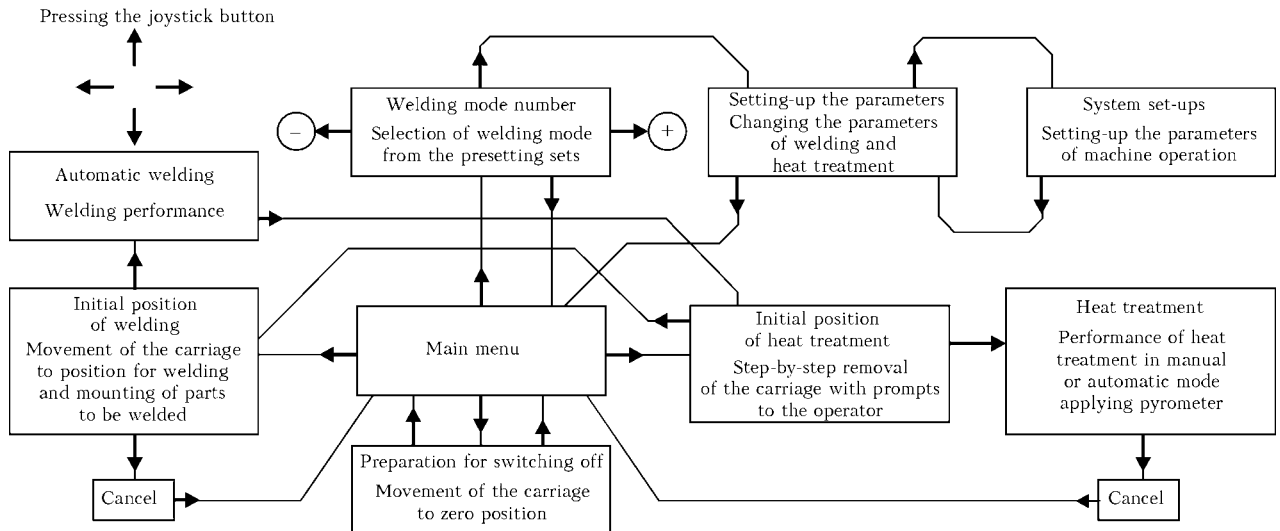 Pressing the joystick button
Welding mode number
Selection of welding mode
from the presetting sets
−
+
Setting-up the parameters
Changing the parameters
of welding and
heat treatment
System set-ups
Setting-up the parameters
of machine operation
Automatic welding
Welding performance
Initial position
of welding
Movement of the carriage
to position for welding
and mounting of parts
to be welded
Main menu
Initial position
of heat treatment
Step-by-step removal
of the carriage with prompts
to the operator
Heat treatment
Performance of heat
treatment in manual
or automatic mode
applying pyrometer
Cancel
Preparation for switching off
Movement of the carriage
to zero position
Cancel